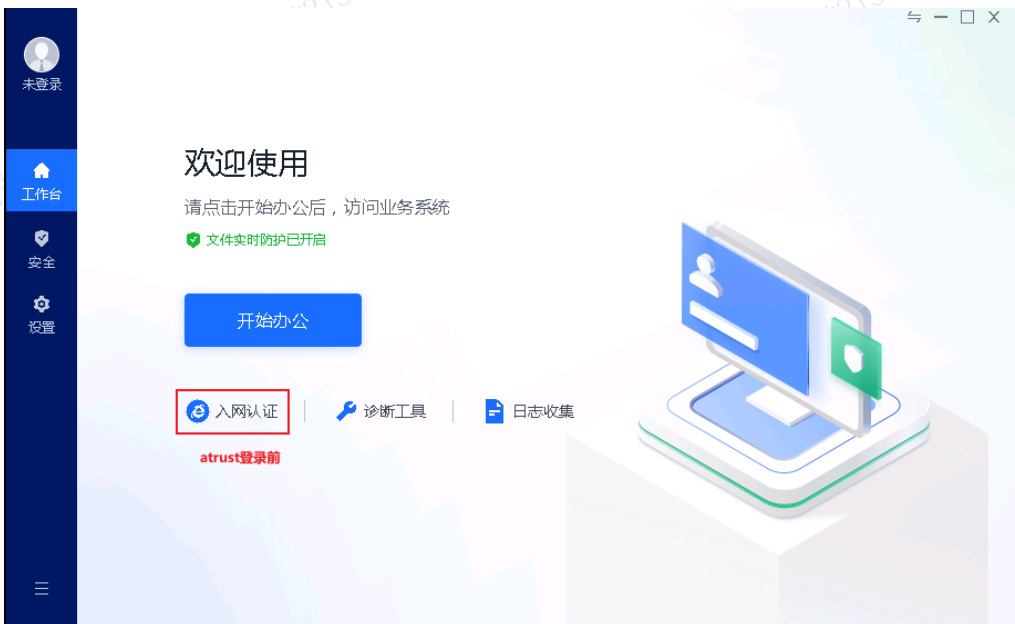 未登录
工作台
安全
设置
欢迎使用
请点击开始办公后，访问业务系统
文件实时防护已开启
开始办公
入网认证
诊断工具
日志收集
atrust登录前